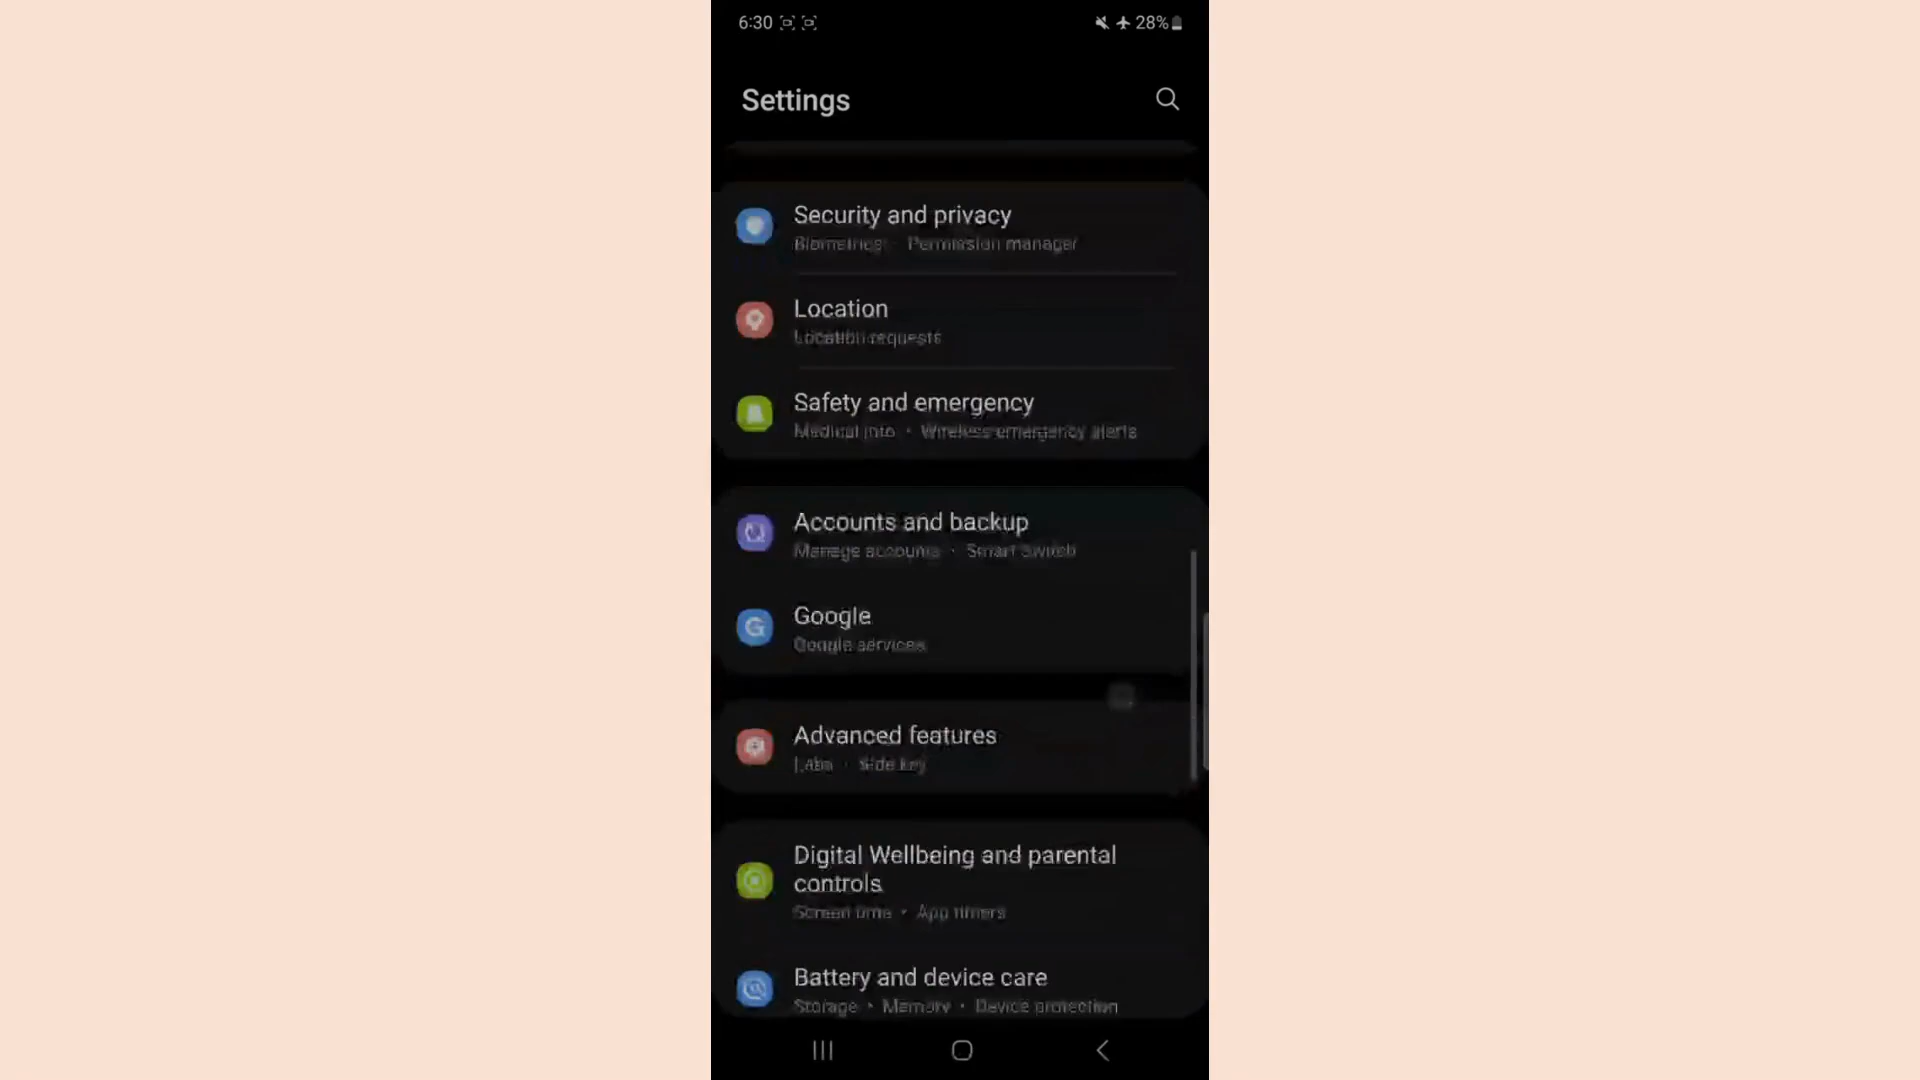 6:30
28%
Settings
Security and privacy
Biometrics • Permission manager
Location
Location requests
Safety and emergency
Medical info • Wireless emergency alerts
Accounts and backup
Manage accounts • Smart Switch
Google
Google services
Advanced features
Labs • Side key
Digital Wellbeing and parental
controls
Screen time • App timers
Battery and device care
Storage • Memory • Device protection